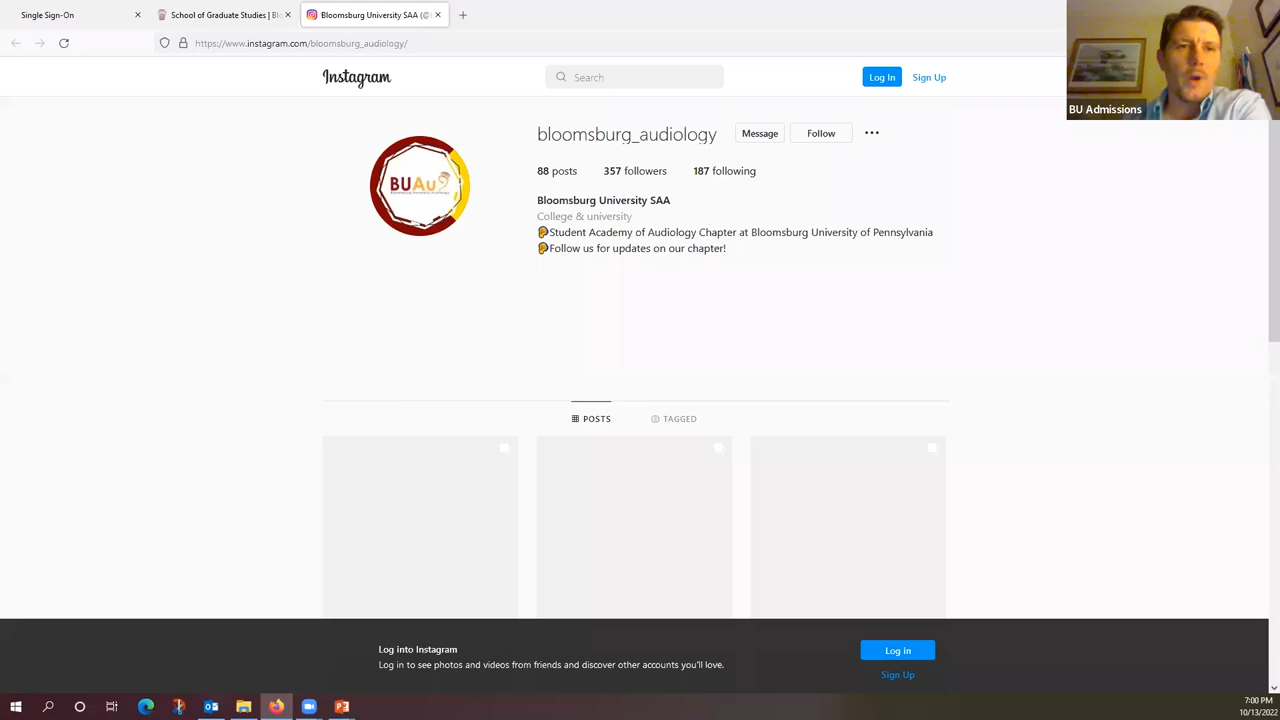 Single Sign-On
School of Graduate Studies | Blo
Bloomsburg University SAA (@
https://www.instagram.com/bloomsburg_audiology/
Instagram
Search
Log In
Sign Up
BU Admissions
bloomsburg_audiology
Message
Follow
88 posts
357 followers
187 following
BUAu
Bloomsburg University SAA
College & university
Student Academy of Audiology Chapter at Bloomsburg University of Pennsylvania
Follow us for updates on our chapter!
POSTS
TAGGED
Log into Instagram
Log in to see photos and videos from friends and discover other accounts you'll love.
Log in
Sign Up
7:00 PM
10/13/2022